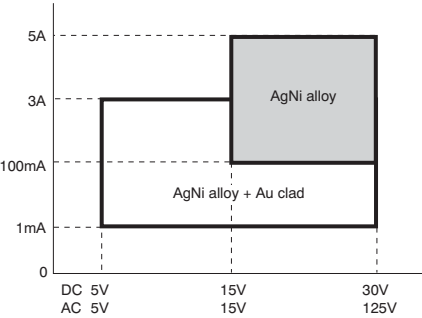 5A
AgNi alloy
3A
100mA
AgNi alloy + Au clad
1mA
0
DC 5V 15V 30V
AC 5V 15V 125V